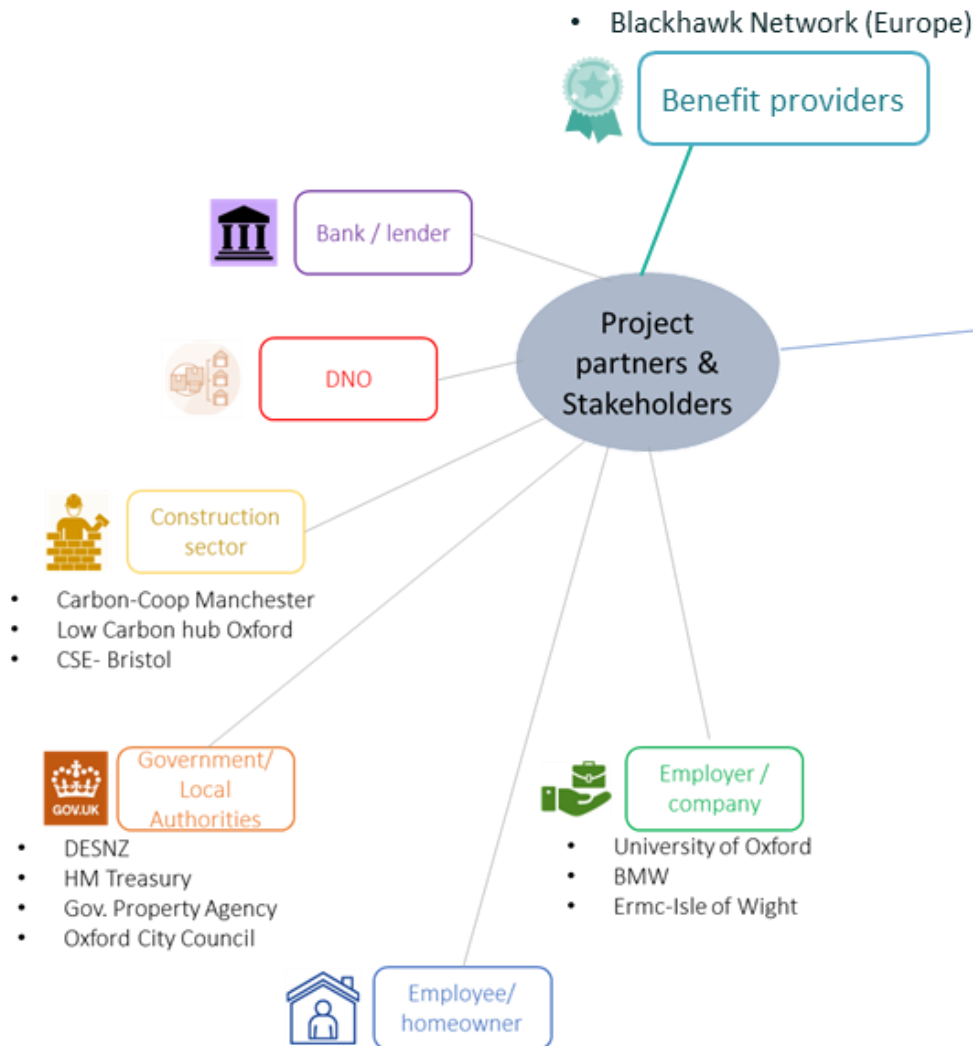 • Blackhawk Network (Europe)
Benefit providers
Bank / lender
Project
partners &
Stakeholders
DNO
Construction
sector
• Carbon-Coop Manchester
• Low Carbon hub Oxford
• CSE- Bristol
GOV.UK
Government/
Local
Authorities
• DESNZ
• HM Treasury
• Gov. Property Agency
• Oxford City Council
Employer /
company
• University of Oxford
• BMW
• Ermc-Isle of Wight
Employee/
homeowner